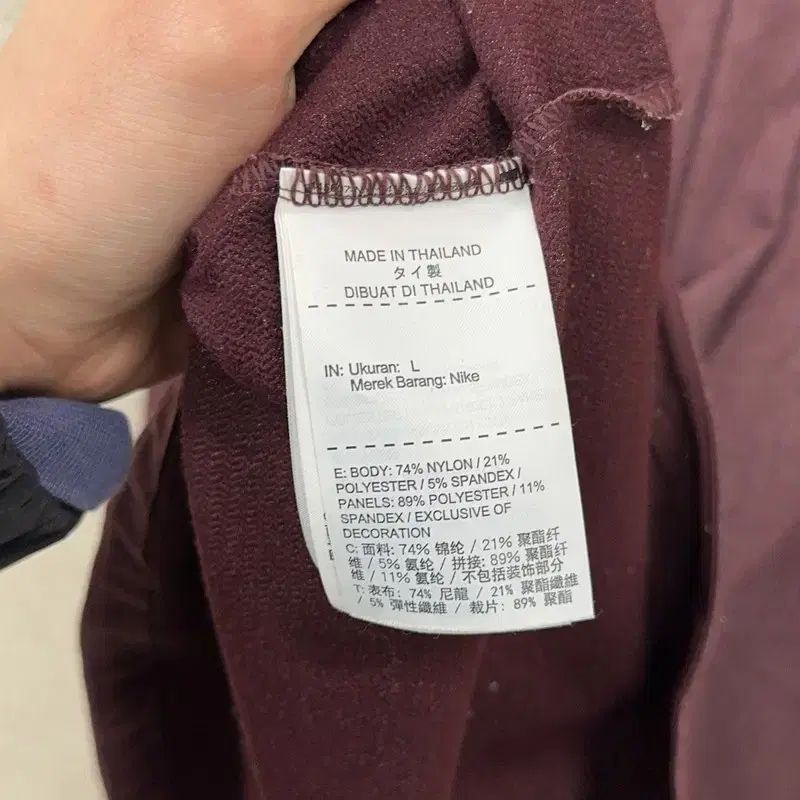 MADE IN THAILAND
タイ製
DIBUAT DI THAILAND
IN: Ukuran: L
Merek Barang: Nike
E: BODY: 74% NYLON / 21%
POLYESTER / 5% SPANDEX /
PANELS: 89% POLYESTER / 11%
SPANDEX / EXCLUSIVE OF
DECORATION
C: 面料: 74% 锦纶 / 21% 聚酯纤
维 / 5% 氨纶 / 拼接: 89% 聚酯纤
维 / 11% 氨纶 / 不包括装饰部分
T: 表布: 74% 尼龍 / 21% 聚酯纖維
/ 5% 彈性纖維 / 裁片: 89% 聚酯